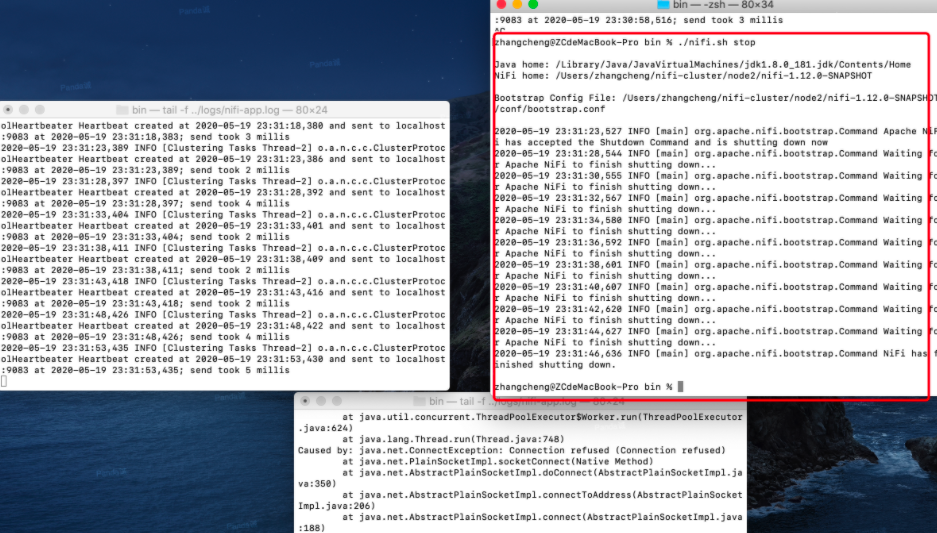 bin — tail -f ../logs/nifi-app.log — 80×24
olHeartbeater Heartbeat created at 2020-05-19 23:31:18,380 and sent to localhost
:9083 at 2020-05-19 23:31:18,383; send took 3 millis
2020-05-19 23:31:23,389 INFO [Clustering Tasks Thread-2] o.a.n.c.c.ClusterProtoc
olHeartbeater Heartbeat created at 2020-05-19 23:31:23,386 and sent to localhost
:9083 at 2020-05-19 23:31:23,389; send took 2 millis
2020-05-19 23:31:28,397 INFO [Clustering Tasks Thread-2] o.a.n.c.c.ClusterProtoc
olHeartbeater Heartbeat created at 2020-05-19 23:31:28,392 and sent to localhost
:9083 at 2020-05-19 23:31:28,397; send took 4 millis
2020-05-19 23:31:33,404 INFO [Clustering Tasks Thread-2] o.a.n.c.c.ClusterProtoc
olHeartbeater Heartbeat created at 2020-05-19 23:31:33,401 and sent to localhost
:9083 at 2020-05-19 23:31:33,404; send took 2 millis
2020-05-19 23:31:38,411 INFO [Clustering Tasks Thread-2] o.a.n.c.c.ClusterProtoc
olHeartbeater Heartbeat created at 2020-05-19 23:31:38,409 and sent to localhost
:9083 at 2020-05-19 23:31:38,411; send took 2 millis
2020-05-19 23:31:43,418 INFO [Clustering Tasks Thread-2] o.a.n.c.c.ClusterProtoc
olHeartbeater Heartbeat created at 2020-05-19 23:31:43,416 and sent to localhost
:9083 at 2020-05-19 23:31:43,418; send took 2 millis
2020-05-19 23:31:48,426 INFO [Clustering Tasks Thread-2] o.a.n.c.c.ClusterProtoc
olHeartbeater Heartbeat created at 2020-05-19 23:31:48,422 and sent to localhost
:9083 at 2020-05-19 23:31:48,426; send took 4 millis
2020-05-19 23:31:53,435 INFO [Clustering Tasks Thread-2] o.a.n.c.c.ClusterProtoc
olHeartbeater Heartbeat created at 2020-05-19 23:31:53,430 and sent to localhost
:9083 at 2020-05-19 23:31:53,435; send took 5 millis
bin — -zsh — 80×34
:9083 at 2020-05-19 23:30:58,516; send took 3 millis
^C
zhangcheng@ZCdeMacBook-Pro bin % ./nifi.sh stop
Java home: /Library/Java/JavaVirtualMachines/jdk1.8.0_181.jdk/Contents/Home
NiFi home: /Users/zhangcheng/nifi-cluster/node2/nifi-1.12.0-SNAPSHOT
Bootstrap Config File: /Users/zhangcheng/nifi-cluster/node2/nifi-1.12.0-SNAPSHOT
/conf/bootstrap.conf
2020-05-19 23:31:23,527 INFO [main] org.apache.nifi.bootstrap.Command Apache NiF
i has accepted the Shutdown Command and is shutting down now
2020-05-19 23:31:28,544 INFO [main] org.apache.nifi.bootstrap.Command Waiting fo
r Apache NiFi to finish shutting down...
2020-05-19 23:31:30,555 INFO [main] org.apache.nifi.bootstrap.Command Waiting fo
r Apache NiFi to finish shutting down...
2020-05-19 23:31:32,567 INFO [main] org.apache.nifi.bootstrap.Command Waiting fo
r Apache NiFi to finish shutting down...
2020-05-19 23:31:34,580 INFO [main] org.apache.nifi.bootstrap.Command Waiting fo
r Apache NiFi to finish shutting down...
2020-05-19 23:31:36,592 INFO [main] org.apache.nifi.bootstrap.Command Waiting fo
r Apache NiFi to finish shutting down...
2020-05-19 23:31:38,601 INFO [main] org.apache.nifi.bootstrap.Command Waiting fo
r Apache NiFi to finish shutting down...
2020-05-19 23:31:40,607 INFO [main] org.apache.nifi.bootstrap.Command Waiting fo
r Apache NiFi to finish shutting down...
2020-05-19 23:31:42,620 INFO [main] org.apache.nifi.bootstrap.Command Waiting fo
r Apache NiFi to finish shutting down...
2020-05-19 23:31:44,627 INFO [main] org.apache.nifi.bootstrap.Command Waiting fo
r Apache NiFi to finish shutting down...
2020-05-19 23:31:46,636 INFO [main] org.apache.nifi.bootstrap.Command NiFi has f
inished shutting down.
zhangcheng@ZCdeMacBook-Pro bin %
bin — tail -f ../logs/nifi-app.log — 80×24
at java.util.concurrent.ThreadPoolExecutor$Worker.run(ThreadPoolExecutor
.java:624)
at java.lang.Thread.run(Thread.java:748)
Caused by: java.net.ConnectException: Connection refused (Connection refused)
at java.net.PlainSocketImpl.socketConnect(Native Method)
at java.net.AbstractPlainSocketImpl.doConnect(AbstractPlainSocketImpl.ja
va:350)
at java.net.AbstractPlainSocketImpl.connectToAddress(AbstractPlainSocket
Impl.java:206)
at java.net.AbstractPlainSocketImpl.connect(AbstractPlainSocketImpl.java
:188)